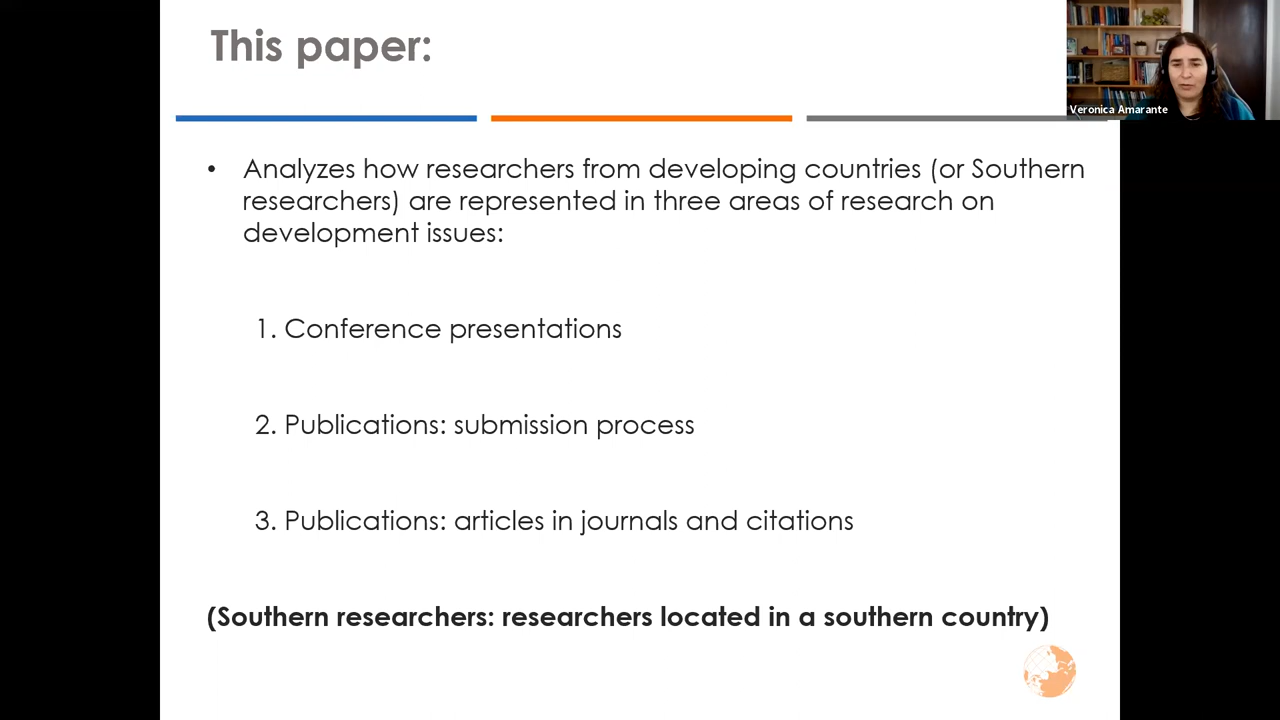 This paper:
Veronica Amarante
• Analyzes how researchers from developing countries (or Southern
researchers) are represented in three areas of research on
development issues:
1. Conference presentations
2. Publications: submission process
3. Publications: articles in journals and citations
(Southern researchers: researchers located in a southern country)